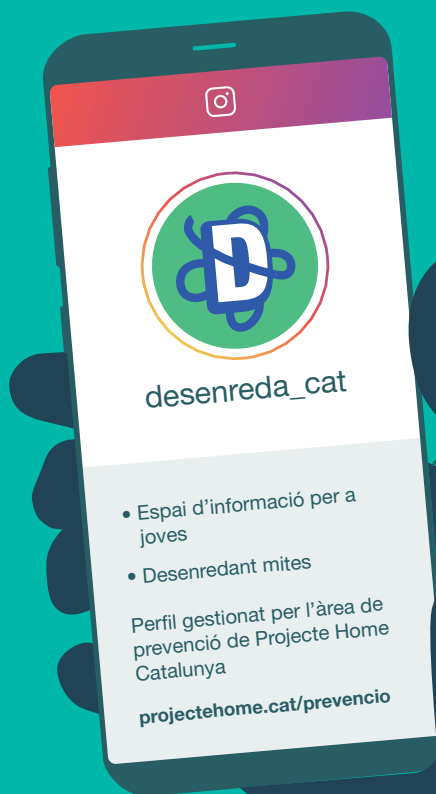 D
desenreda_cat
• Espai d'informació per a
joves
• Desenredant mites
Perfil gestionat per l'àrea de
prevenció de Projecte Home
Catalunya
projectehome.cat/prevencio